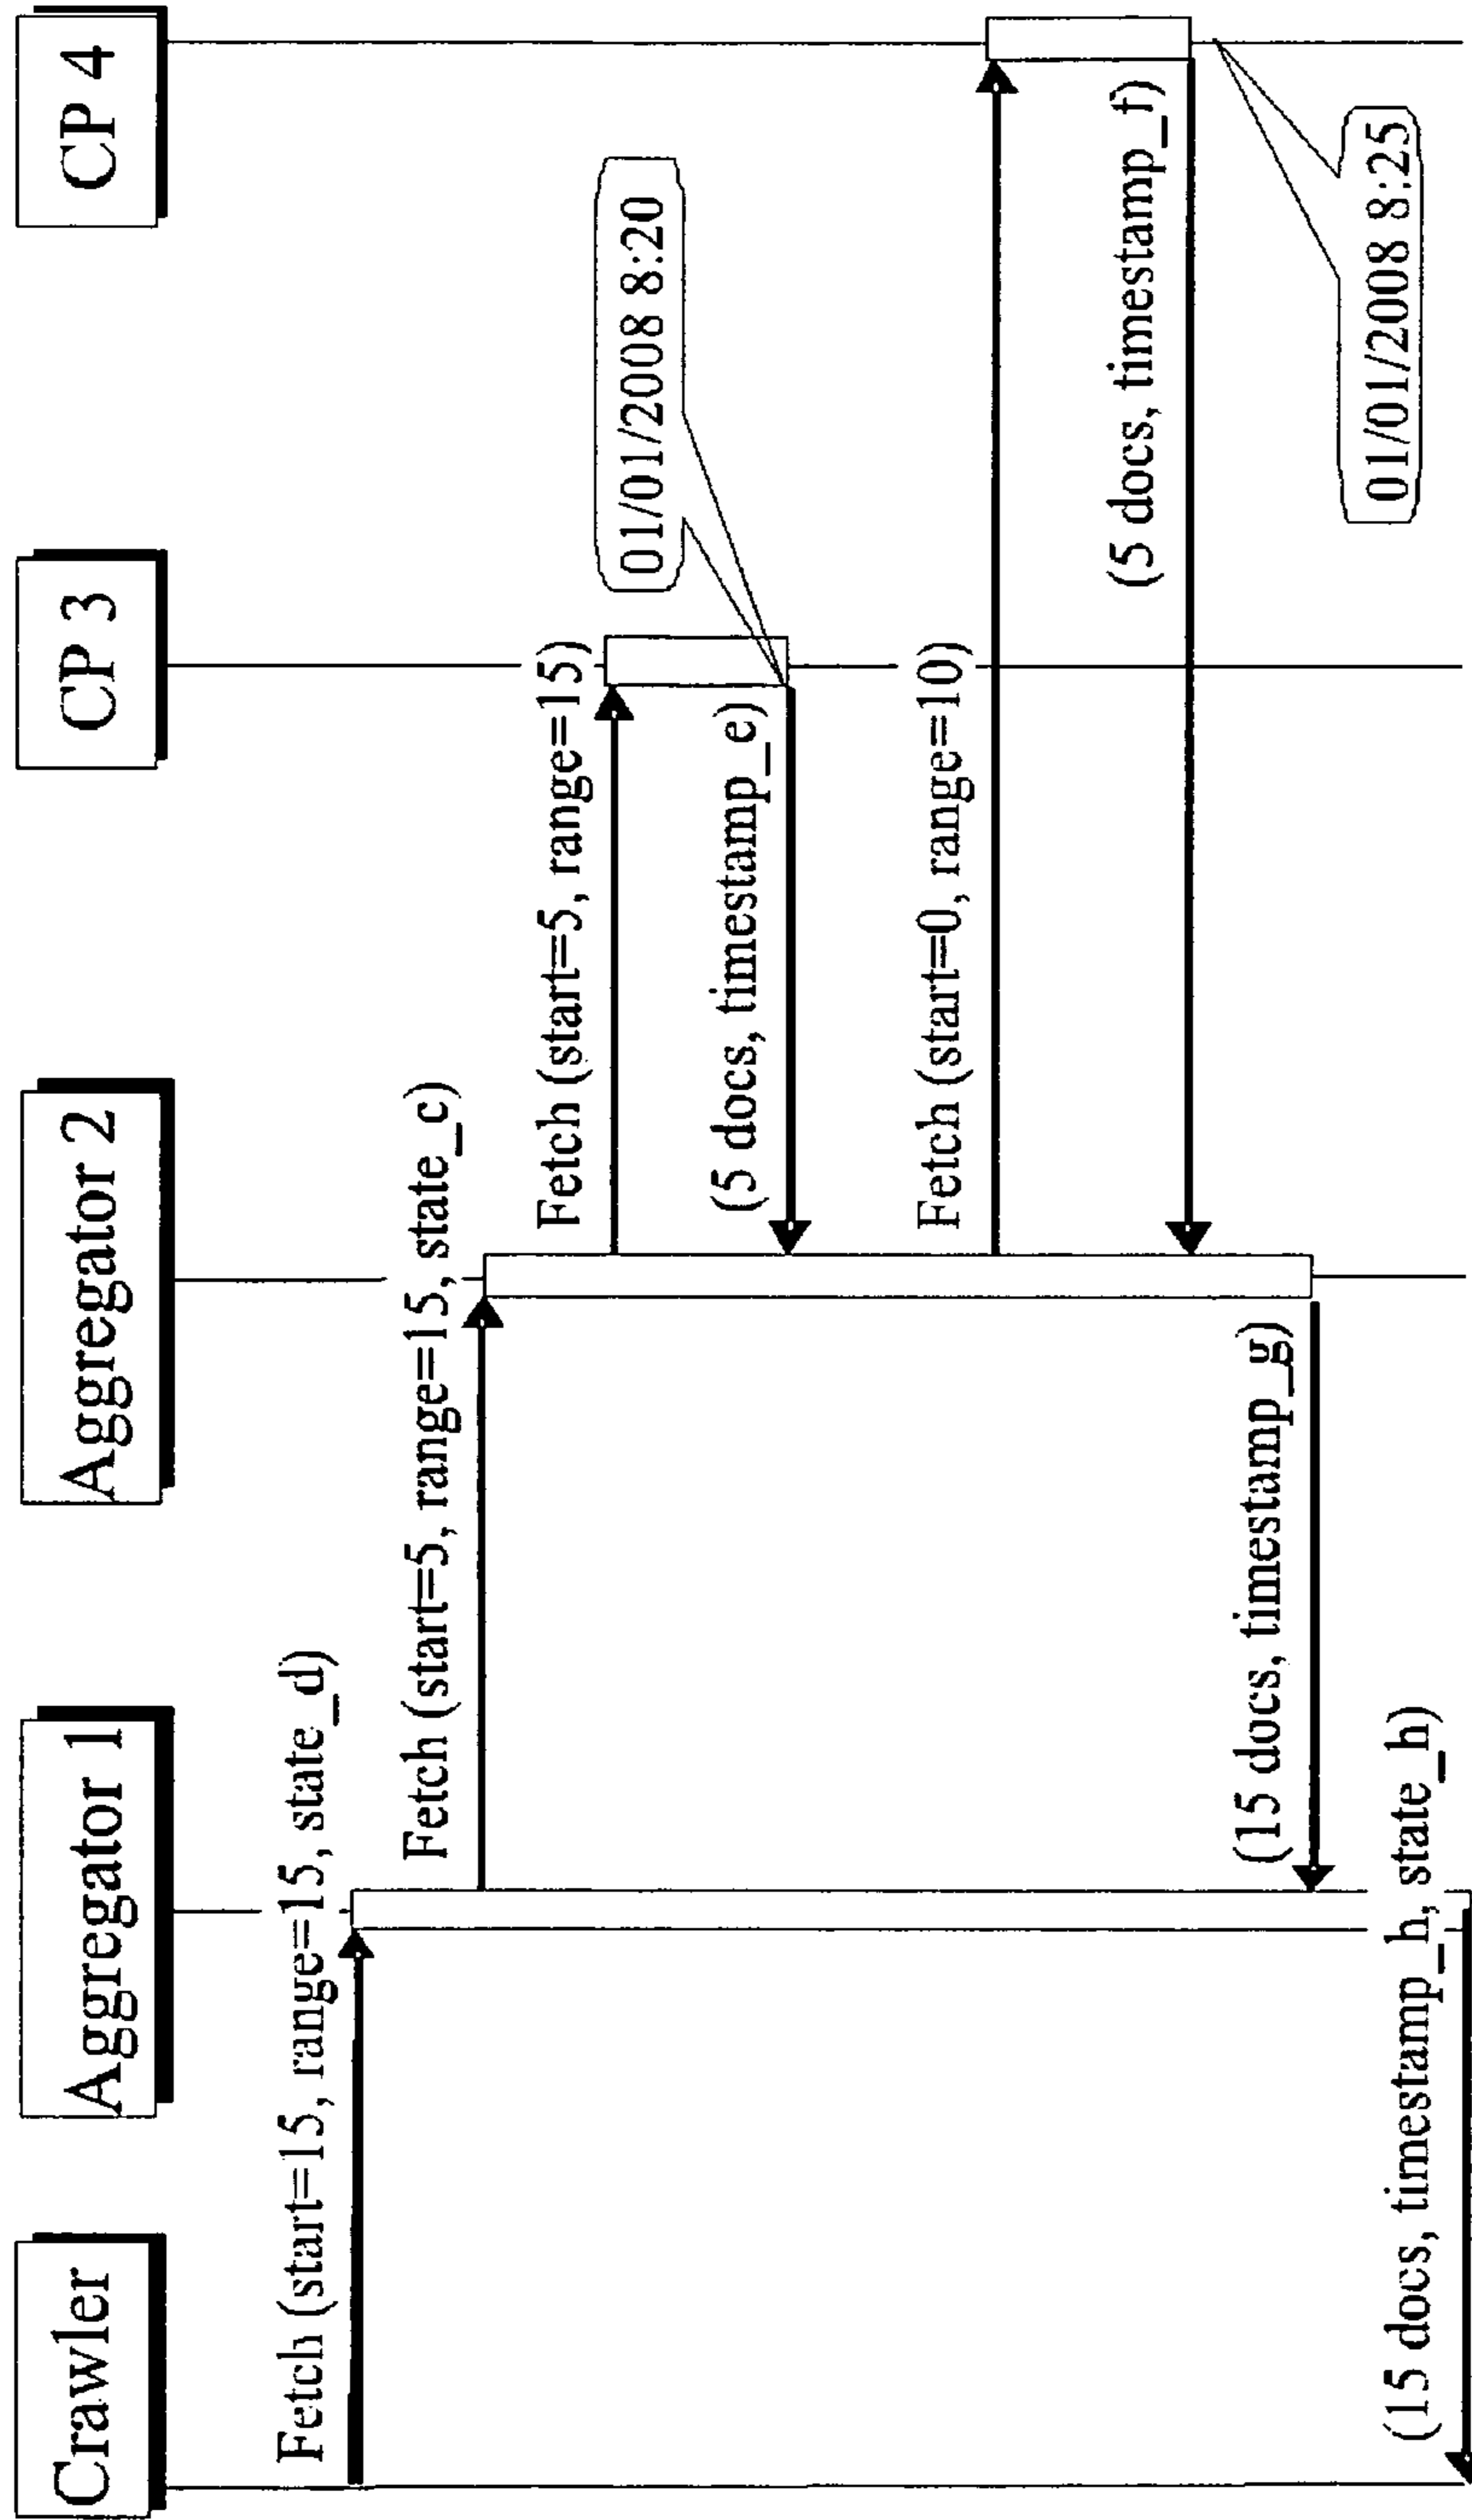 Crawler
Aggregator 1
Aggregator 2
CP 3
CP 4
Fetch (start=15, range=15, state_d)
Fetch (start=5, range=15, state_c)
Fetch (start=5, range=15)
01/01/2008 8:20
(5 docs, timestamp_e)
Fetch (start=0, range=10)
(5 docs, timestamp_f)
(15 docs, timestamp_g)
01/01/2008 8:25
(15 docs, timestamp_h, state_h)